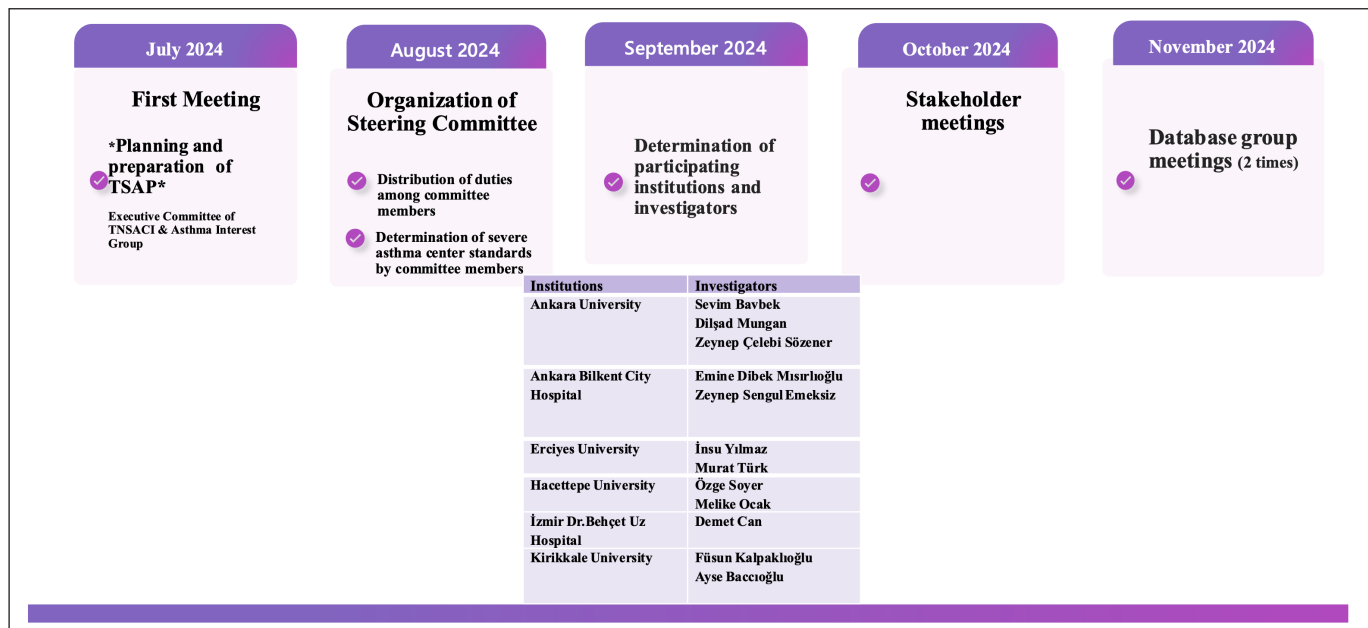 July 2024
First Meeting
*Planning and
preparation of
TSAP*
Executive Committee of
TNSACI & Asthma Interest
Group
August 2024
Organization of
Steering Committee
Distribution of duties
among committee
members
Determination of severe
asthma center standards
by committee members
September 2024
Determination of
participating
institutions and
investigators
October 2024
Stakeholder
meetings
November 2024
Database group
meetings (2 times)
Institutions Investigators
Ankara University Sevim Bavbek
Dilşad Mungan
Zeynep Çelebi Sözener
Ankara Bilkent City Emine Dibek Mısırlıoğlu
Hospital Zeynep Sengul Emeksiz
Erciyes University İnsu Yılmaz
Murat Türk
Hacettepe University Özge Soyer
Melike Ocak
İzmir Dr.Behçet Uz Demet Can
Hospital
Kirikkale University Füsun Kalpaklıoğlu
Ayse Baccıoğlu